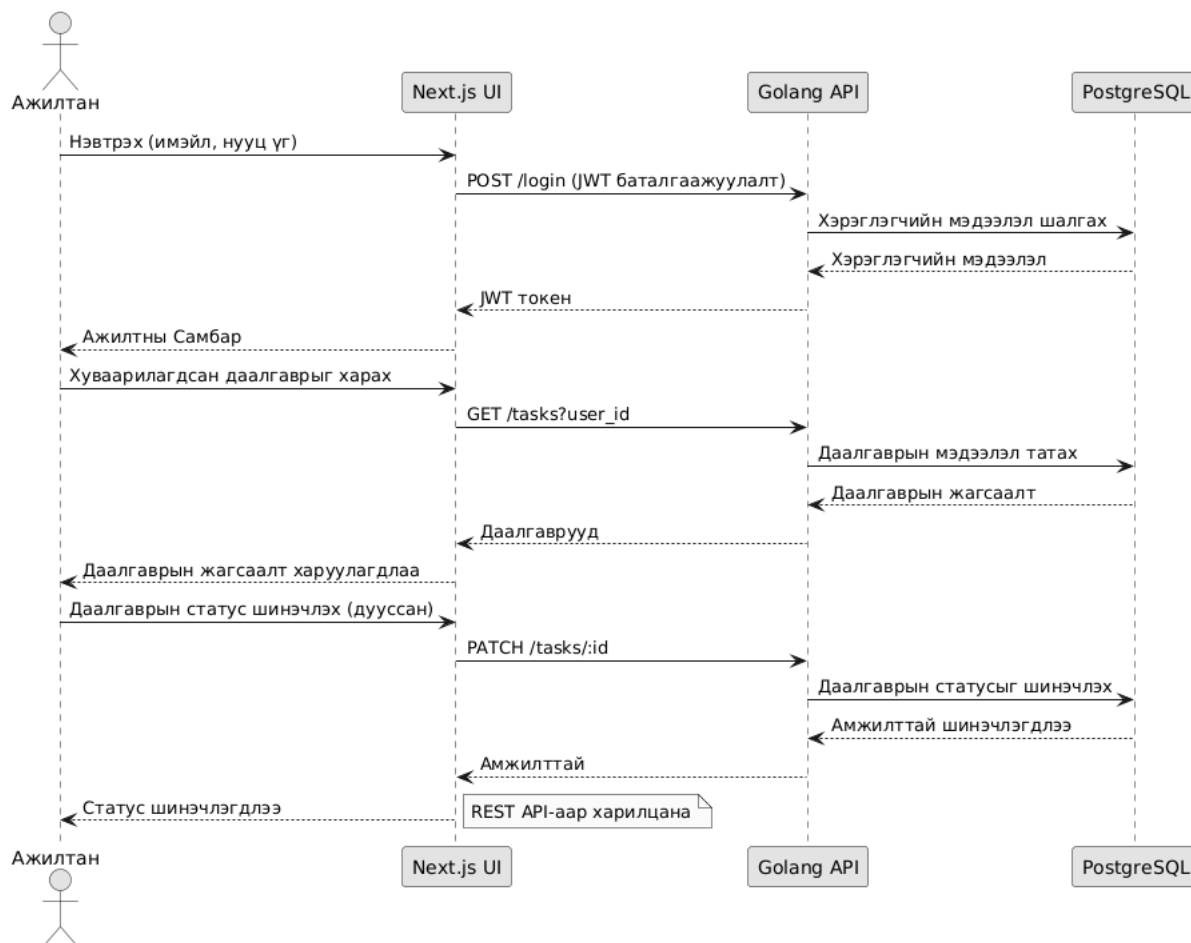 Ажилтан
Next.js UI
Golang API
PostgreSQL
Нэвтрэх (имэйл, нууц үг)
POST /login (JWT баталгаажуулалт)
Хэрэглэгчийн мэдээлэл шалгах
Хэрэглэгчийн мэдээлэл
JWT токен
Ажилтны Самбар
Хуваарилагдсан даалгаврыг харах
GET /tasks?user_id
Даалгаврын мэдээлэл татах
Даалгаврын жагсаалт
Даалгаврууд
Даалгаврын жагсаалт харуулагдлаа
Даалгаврын статус шинэчлэх (дууссан)
PATCH /tasks/:id
Даалгаврын статусыг шинэчлэх
Амжилттай шинэчлэгдлээ
Амжилттай
Статус шинэчлэгдлээ
REST API-аар харилцана
Ажилтан
Next.js UI
Golang API
PostgreSQL